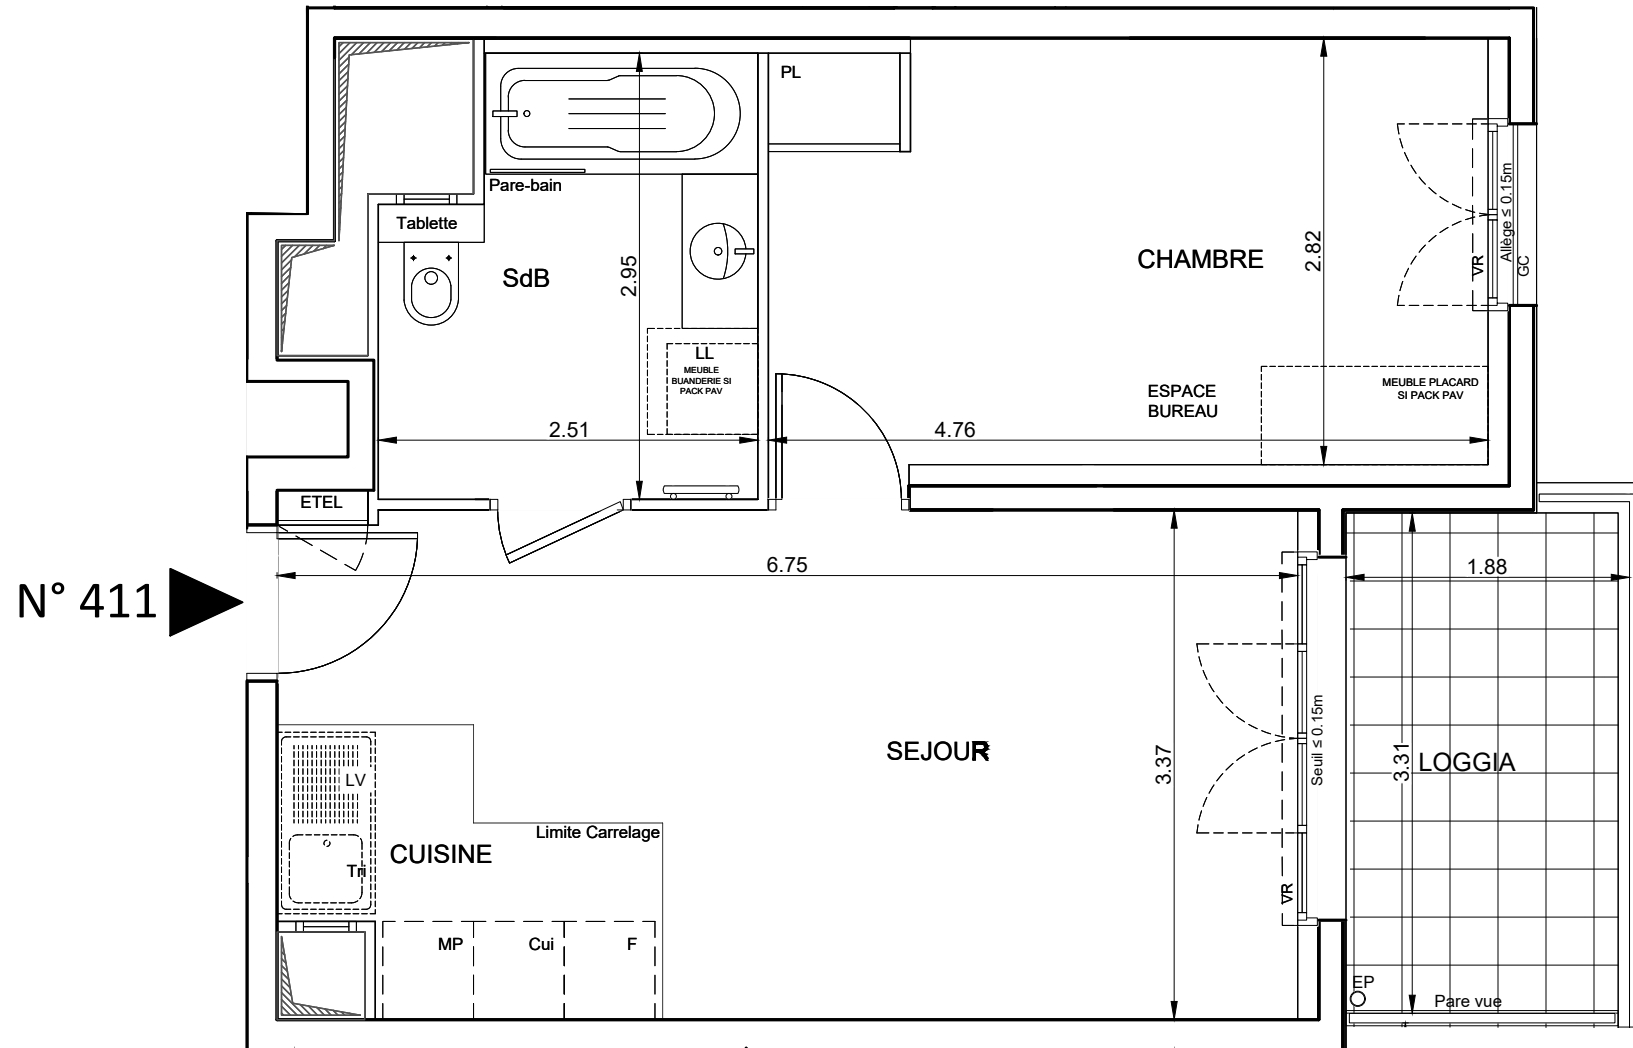 PL
Pare-bain
Tablette
SdB
2.95
CHAMBRE
2.82
VR
Allège ≤ 0.15m
GC
LL
MEUBLE
BUANDERIE SI
PACK PAV
ESPACE
BUREAU
MEUBLE PLACARD
SI PACK PAV
2.51
4.76
ETEL
6.75
1.88
N° 411
SEJOUR
3.37
Seuil ≤ 0.15m
3.31
LOGGIA
LV
Limite Carrelage
CUISINE
Tri
VR
MP
Cui
F
EP
Pare vue